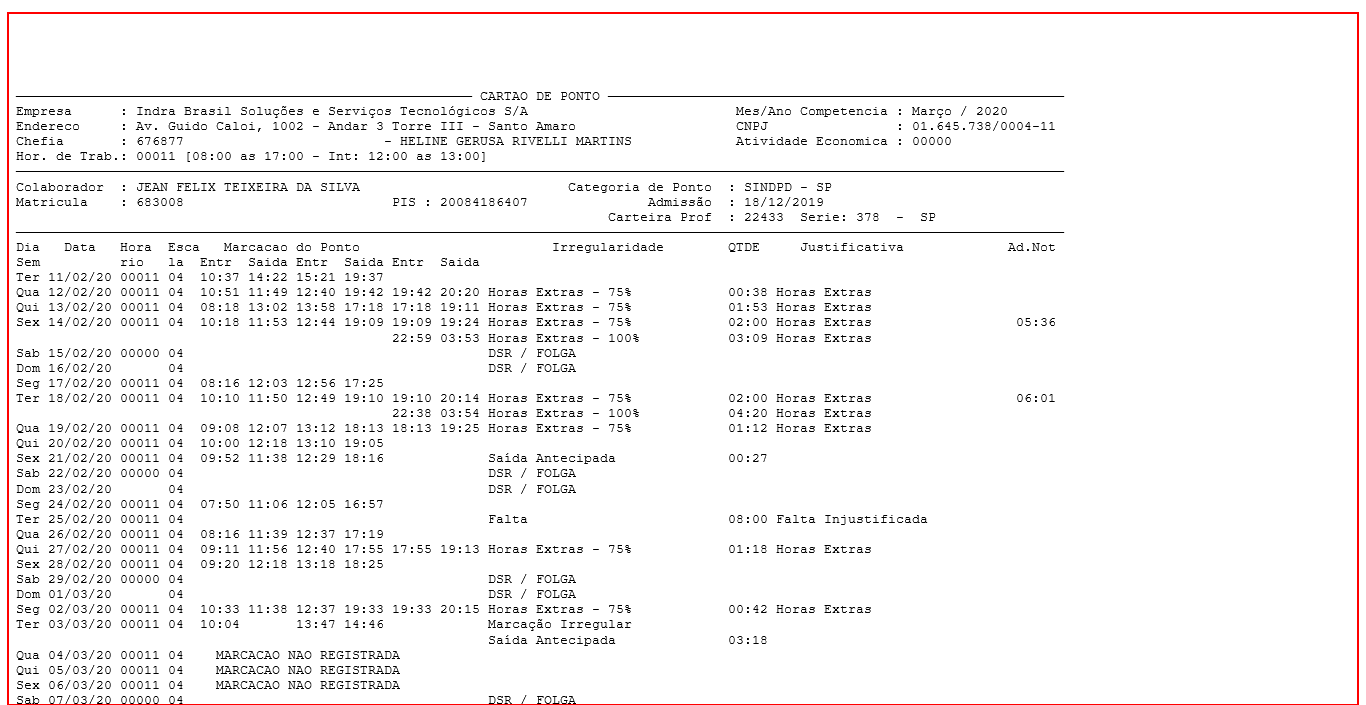 CARTAO DE PONTO
Empresa : Indra Brasil Soluções e Serviços Tecnológicos S/A Mes/Ano Competencia : Março / 2020
Endereco : Av. Guido Caloi, 1002 - Andar 3 Torre III - Santo Amaro CNPJ : 01.645.738/0004-11
Chefia : 676877 - HELINE GERUSA RIVELLI MARTINS Atividade Economica : 00000
Hor. de Trab.: 00011 [08:00 as 17:00 - Int: 12:00 as 13:00]
Colaborador : JEAN FELIX TEIXEIRA DA SILVA Categoria de Ponto : SINDPD - SP
Matricula : 683008 PIS : 20084186407 Admissão : 18/12/2019
Carteira Prof : 22433 Serie: 378 - SP
Dia Data Hora Esca Marcacao do Ponto Irregularidade QTDE Justificativa Ad.Not
Sem rio la Entr Saida Entr Saida Entr Saida
Ter 11/02/20 00011 04 10:37 14:22 15:21 19:37
Qua 12/02/20 00011 04 10:51 11:49 12:40 19:42 19:42 20:20 Horas Extras - 75% 00:38 Horas Extras
Qui 13/02/20 00011 04 08:18 13:02 13:58 17:18 17:18 19:11 Horas Extras - 75% 01:53 Horas Extras
Sex 14/02/20 00011 04 10:18 11:53 12:44 19:09 19:09 19:24 Horas Extras - 75% 02:00 Horas Extras 05:36
22:59 03:53 Horas Extras - 100% 03:09 Horas Extras
Sab 15/02/20 00000 04 DSR / FOLGA
Dom 16/02/20 04 DSR / FOLGA
Seg 17/02/20 00011 04 08:16 12:03 12:56 17:25
Ter 18/02/20 00011 04 10:10 11:50 12:49 19:10 19:10 20:14 Horas Extras - 75% 02:00 Horas Extras 06:01
22:38 03:54 Horas Extras - 100% 04:20 Horas Extras
Qua 19/02/20 00011 04 09:08 12:07 13:12 18:13 18:13 19:25 Horas Extras - 75% 01:12 Horas Extras
Qui 20/02/20 00011 04 10:00 12:18 13:10 19:05
Sex 21/02/20 00011 04 09:52 11:38 12:29 18:16 Saída Antecipada 00:27
Sab 22/02/20 00000 04 DSR / FOLGA
Dom 23/02/20 04 DSR / FOLGA
Seg 24/02/20 00011 04 07:50 11:06 12:05 16:57
Ter 25/02/20 00011 04 Falta 08:00 Falta Injustificada
Qua 26/02/20 00011 04 08:16 11:39 12:37 17:19
Qui 27/02/20 00011 04 09:11 11:56 12:40 17:55 17:55 19:13 Horas Extras - 75% 01:18 Horas Extras
Sex 28/02/20 00011 04 09:20 12:18 13:18 18:25
Sab 29/02/20 00000 04 DSR / FOLGA
Dom 01/03/20 04 DSR / FOLGA
Seg 02/03/20 00011 04 10:33 11:38 12:37 19:33 19:33 20:15 Horas Extras - 75% 00:42 Horas Extras
Ter 03/03/20 00011 04 10:04 13:47 14:46 Marcação Irregular
Saída Antecipada 03:18
Qua 04/03/20 00011 04 MARCACAO NAO REGISTRADA
Qui 05/03/20 00011 04 MARCACAO NAO REGISTRADA
Sex 06/03/20 00011 04 MARCACAO NAO REGISTRADA
Sab 07/03/20 00000 04 DSR / FOLGA